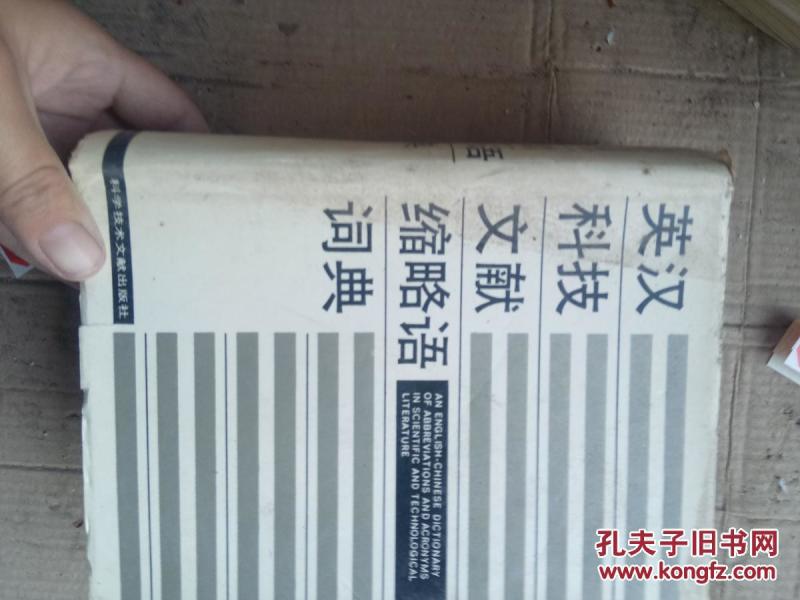 英汉
科技
文献
缩略语
词典
AN ENGLISH-CHINESE DICTIONARY
OF ABBREVIATIONS AND ACRONYMS
IN SCIENTIFIC AND TECHNOLOGICAL
LITERATURE
科学技术文献出版社
语
孔夫子旧书网
www.kongfz.com